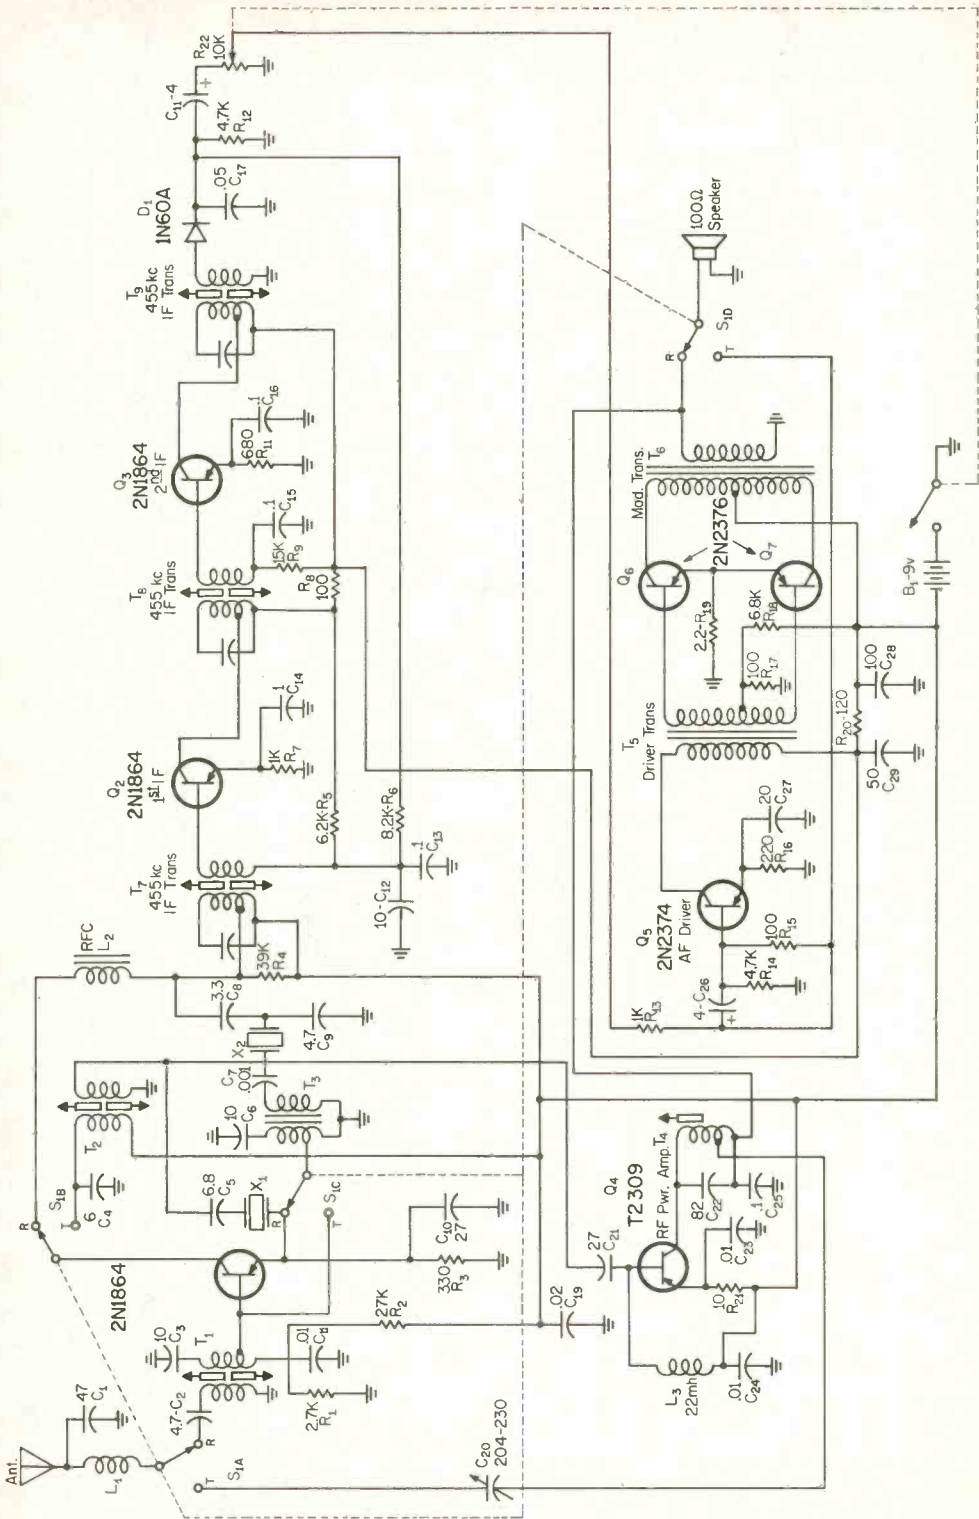 Ant.
47
C1
L1
4.7-C2
R
T
S1A
C20
204-230
10
C3
T1
.01
2.7K
R1
27K
R2
2N1864
R
T
S1B
6
C4
T2
6.8
C5
X1
R
T
S1C
C10
27
330
R3
.02
C19
10
C6
T3
C7
.001
X2
3.3
C8
4.7
C9
RFC
L2
39K
R4
T7
455kc
IF Trans
10-C12
.1
C13
6.2K-R5
8.2K-R6
Q2
2N1864
1st IF
1K
R7
C14
T8
455 kc
IF Trans
15K
R9
.1
C15
R8
100
Q3
2N1864
2nd IF
680
R11
.1
C16
T9
455kc
IF Trans
D1
1N60A
.05
C17
4.7K
R12
C11-4
+
R22
10K
L3
22mh
.01
C24
27
C21
Q4
T2309
RF Pwr. Amp.
T4
82
C22
.01
C23
.1
C25
10
R21
1K
R13
4-C26
+
4.7K
R14
100
R15
Q5
2N2374
AF Driver
220
R16
20
C27
T5
Driver Trans
50
C29
R20-120
100
C28
100
R17
6.8K
R18
2.2-R19
Q6
2N2376
Q7
Mod. Trans.
T6
R
T
S1D
100Ω
Speaker
B1-9v